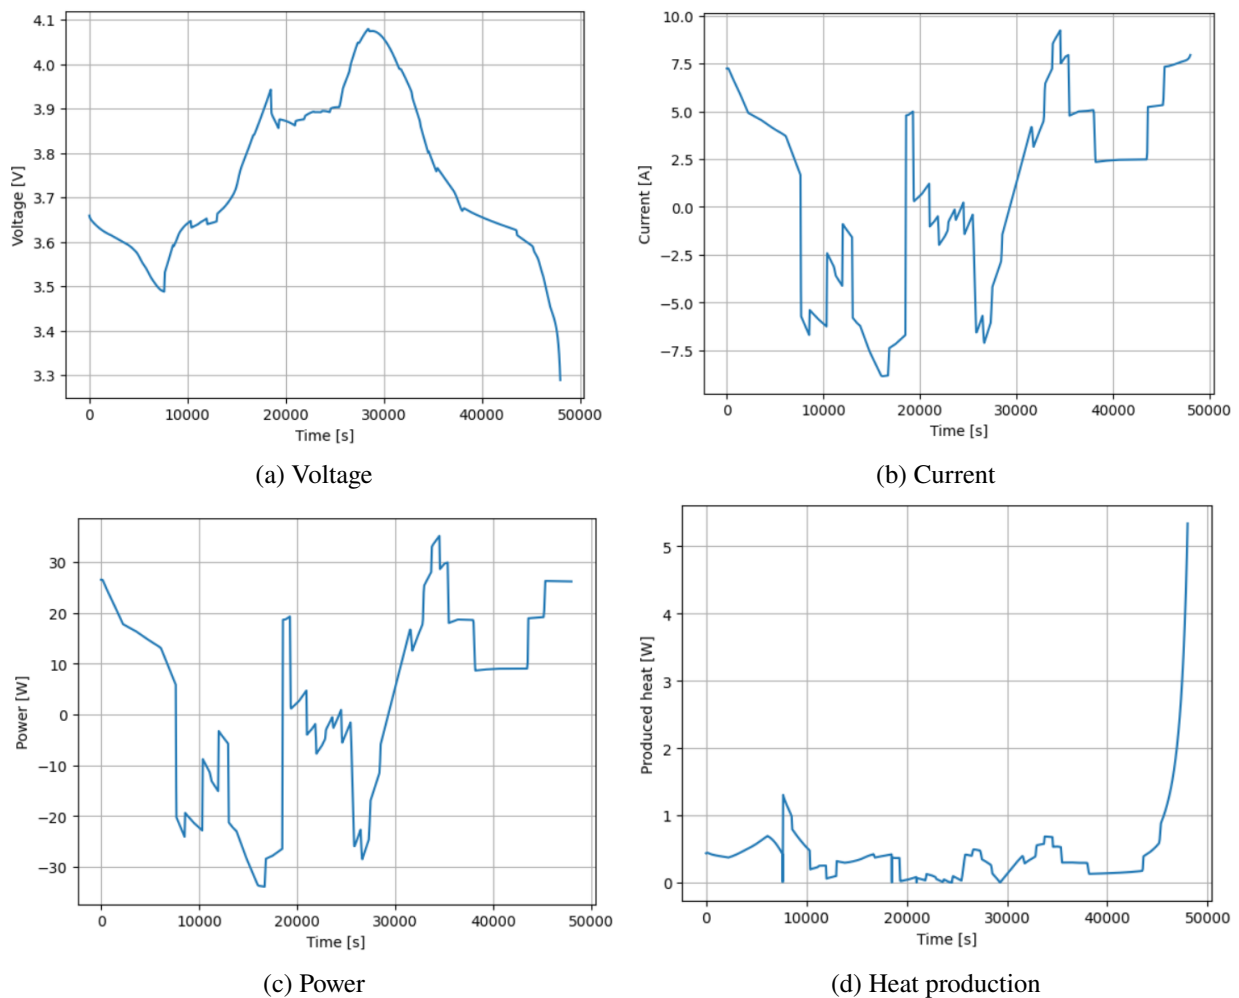 4.1
4.0
3.9
3.8
3.7
3.6
3.5
3.4
3.3
Voltage [V]
0 10000 20000 30000 40000 50000
Time [s]
(a) Voltage
10.0
7.5
5.0
2.5
0.0
−2.5
−5.0
−7.5
Current [A]
0 10000 20000 30000 40000 50000
Time [s]
(b) Current
30
20
10
0
−10
−20
−30
Power [W]
0 10000 20000 30000 40000 50000
Time [s]
(c) Power
5
4
3
2
1
0
Produced heat [W]
0 10000 20000 30000 40000 50000
Time [s]
(d) Heat production